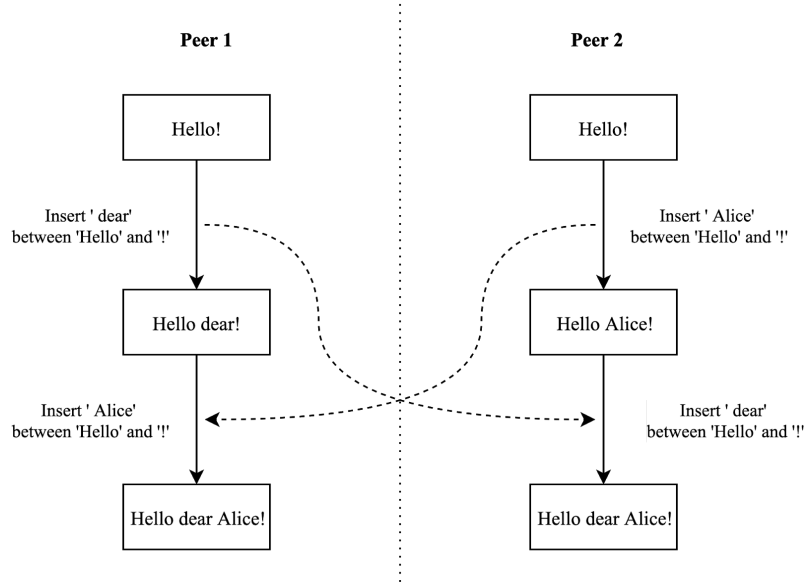 Peer 1
Peer 2
Hello!
Hello!
Insert ' dear'
between 'Hello' and '!'
Insert ' Alice'
between 'Hello' and '!'
Hello dear!
Hello Alice!
Insert ' Alice'
between 'Hello' and '!'
Insert ' dear'
between 'Hello' and '!'
Hello dear Alice!
Hello dear Alice!